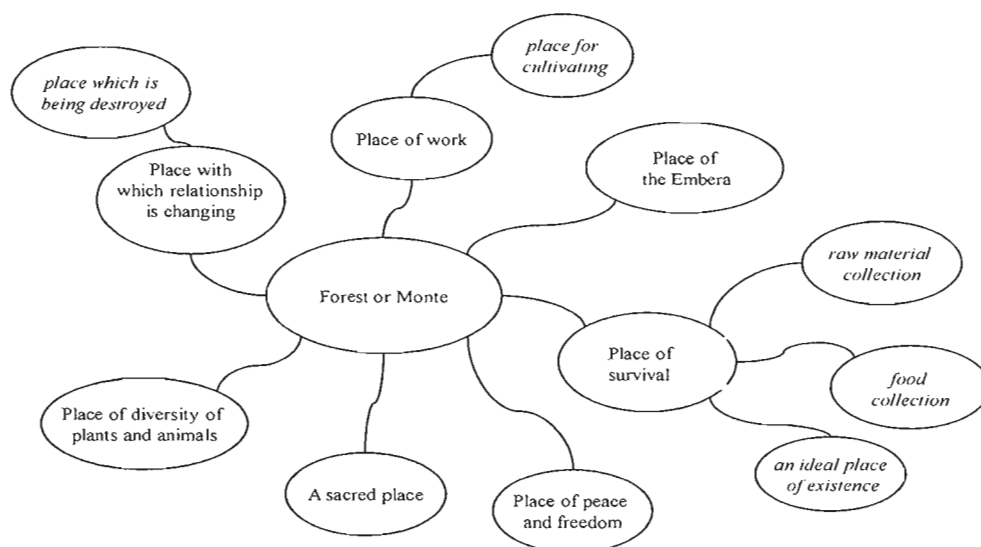 place for
cultivating
place which is
being destroyed
Place of work
Place with
which relationship
is changing
Place of
the Embera
raw material
collection
Forest or Monte
Place of
survival
food
collection
Place of diversity of
plants and animals
an ideal place
of existence
A sacred place
Place of peace
and freedom